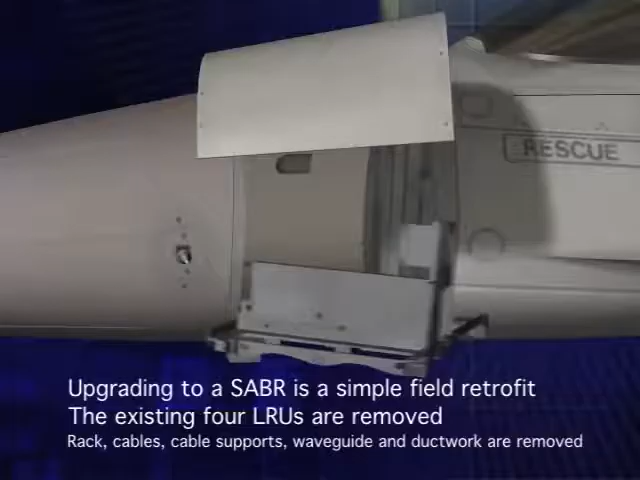 RESCUE
Upgrading to a SABR is a simple field retrofit
The existing four LRUs are removed
Rack, cables, cable supports, waveguide and ductwork are removed